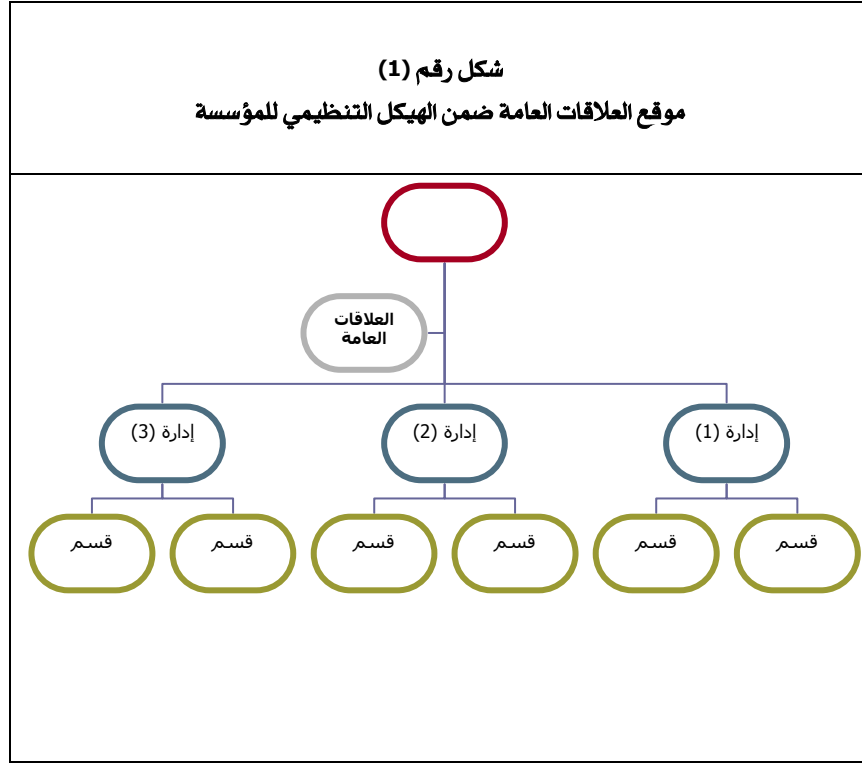 شكل رقم (1)
موقع العلاقات العامة ضمن الهيكل التنظيمي للمؤسسة
العلاقات
العامة
إدارة (1)
إدارة (2)
إدارة (3)
قسم
قسم
قسم
قسم
قسم
قسم